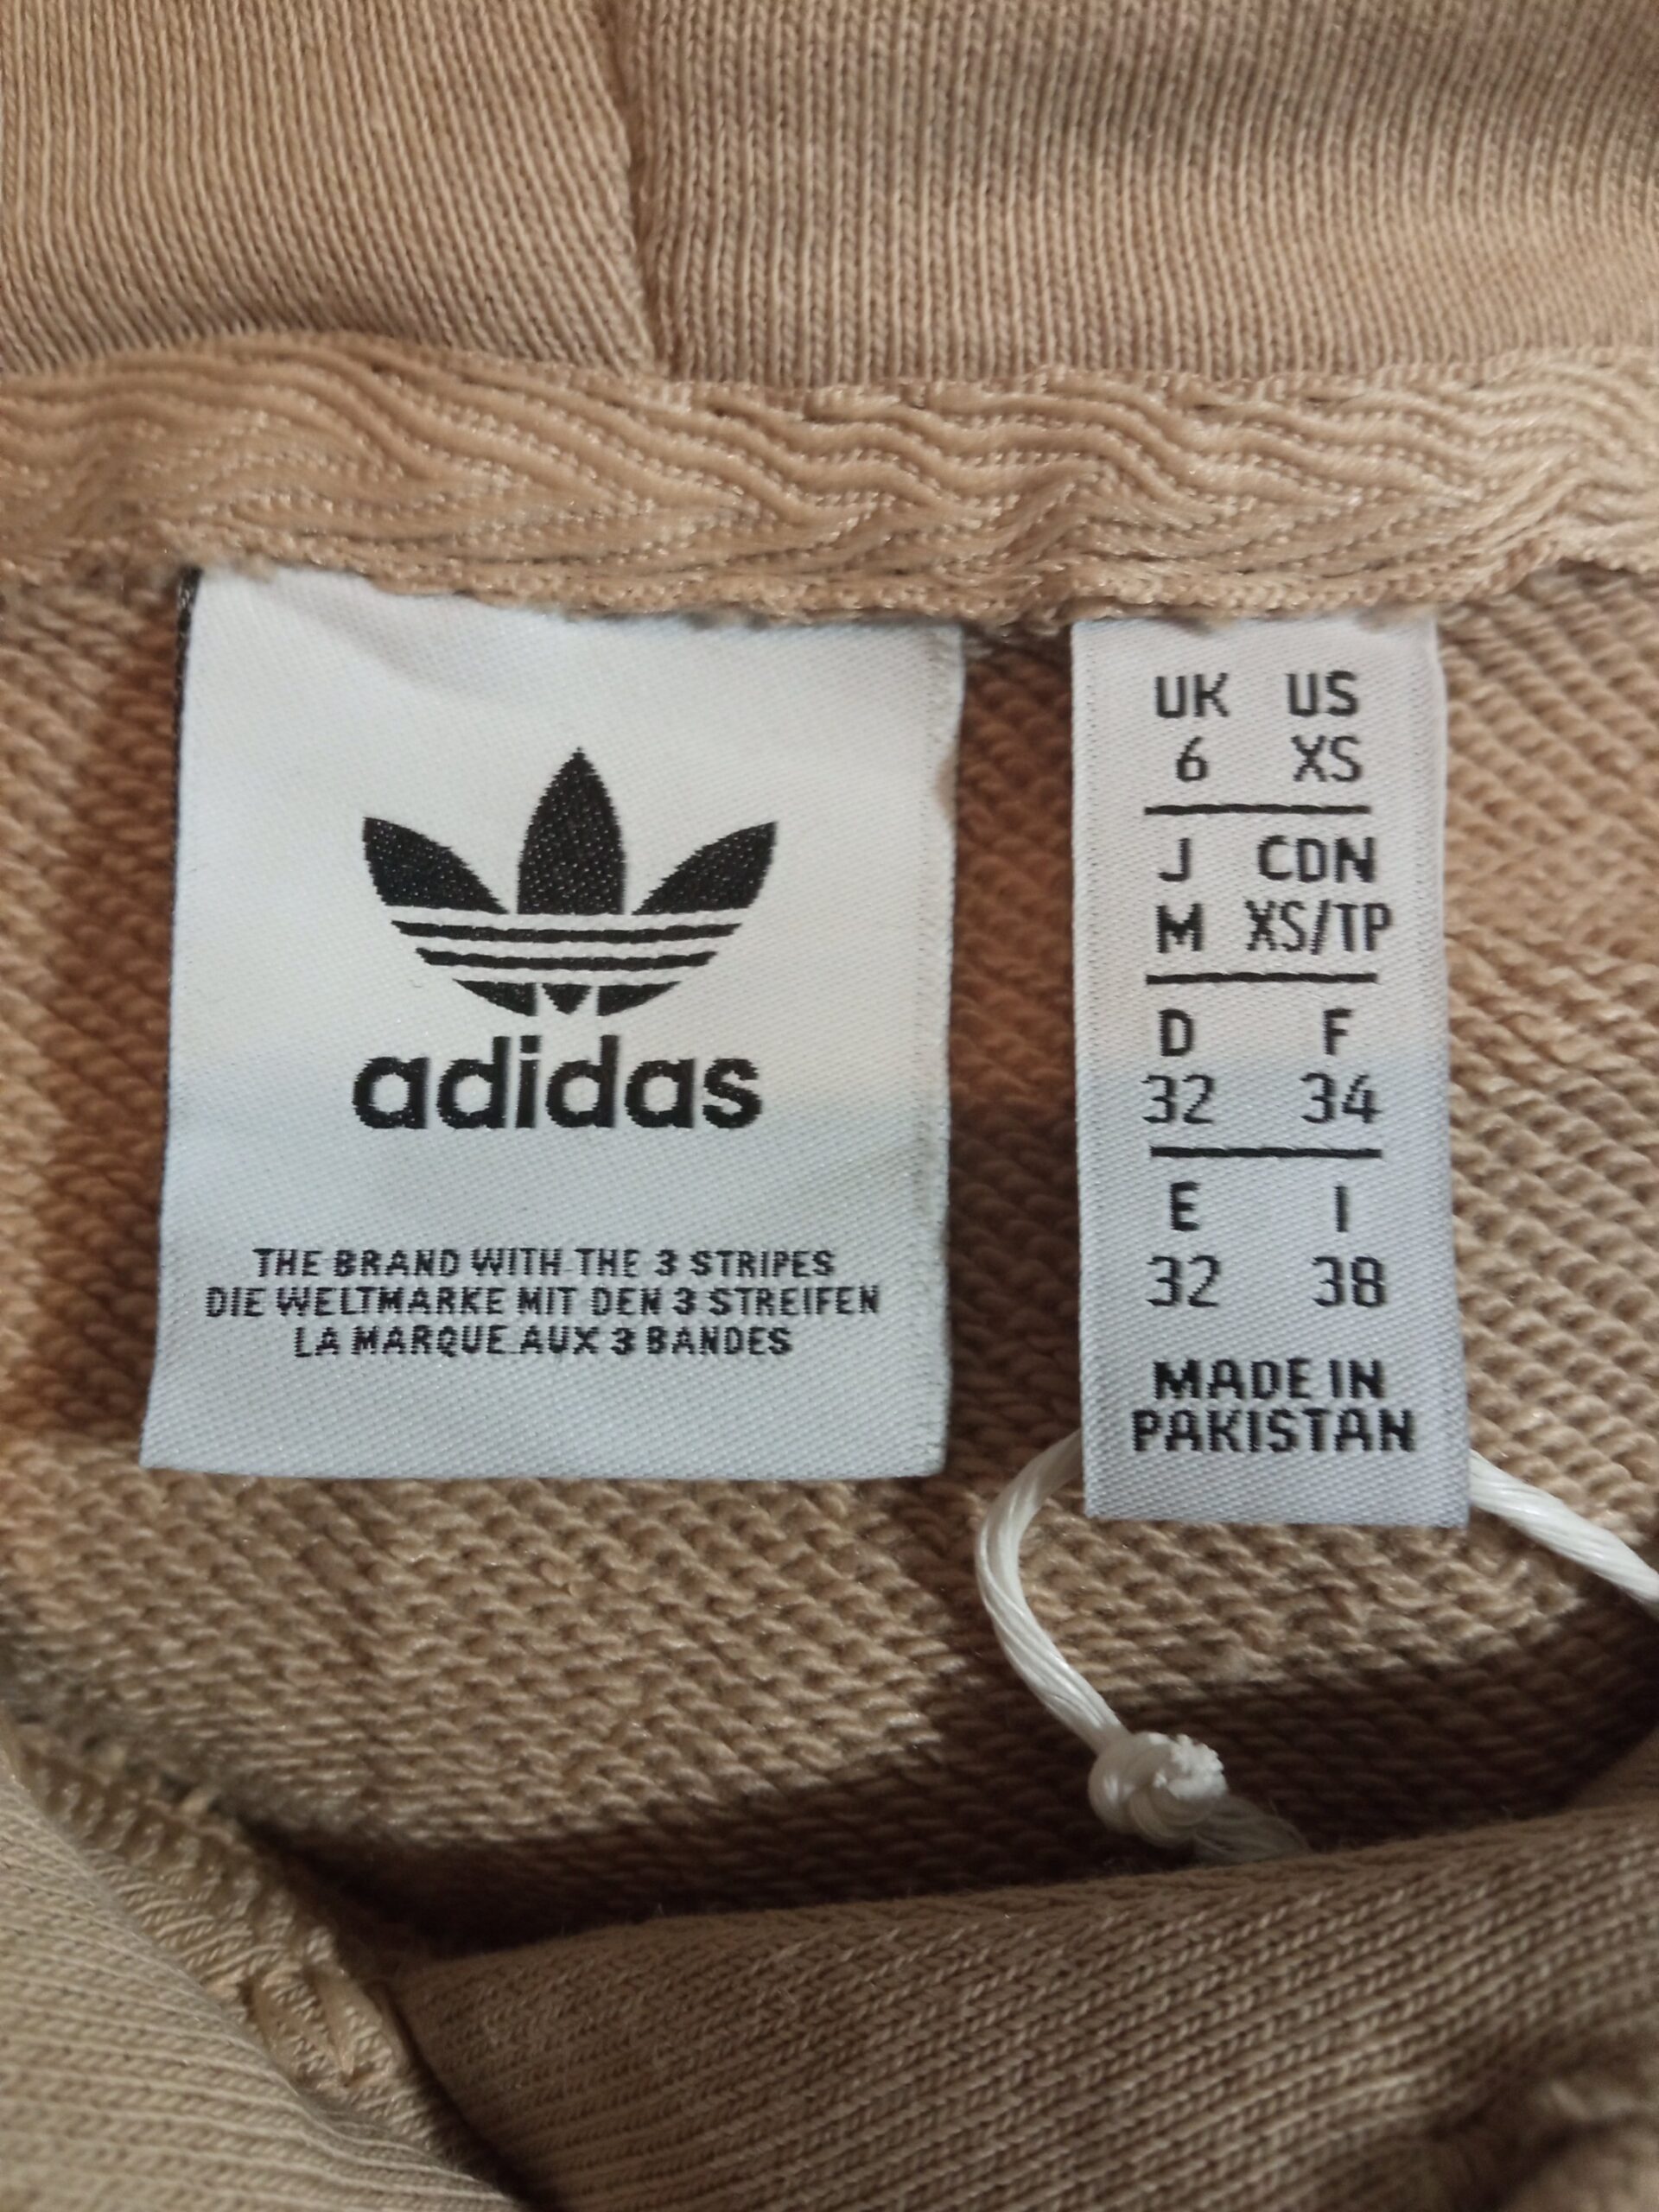 adidas
THE BRAND WITH THE 3 STRIPES
DIE WELTMARKE MIT DEN 3 STREIFEN
LA MARQUE AUX 3 BANDES
UK US
6 XS
J CDN
M XS/TP
D F
32 34
E I
32 38
MADE IN
PAKISTAN